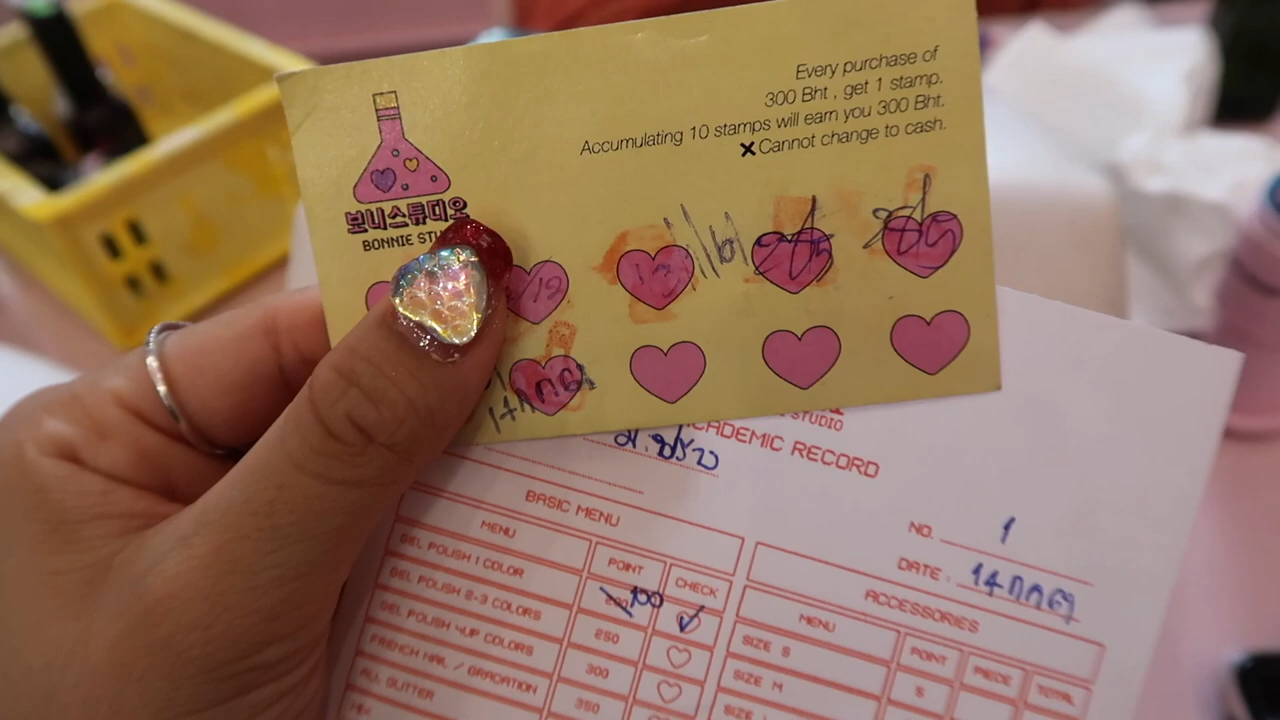 Every purchase of
300 Bht , get 1 stamp.
Accumulating 10 stamps will earn you 300 Bht.
✕Cannot change to cash.
보니스튜디오
BONNIE
STUDIO
RECORD
NO. 1
DATE :
BASIC MENU
MENU POINT CHECK
GEL POLISH 1 COLOR 100
GEL POLISH 2-3 COLORS 250
GEL POLISH 4UP COLORS 300
FRENCH NAIL / GRADATION 350
ALL GLITTER
ACCESSORIES
MENU POINT PIECE TOTAL
SIZE S 5
SIZE M
SIZE